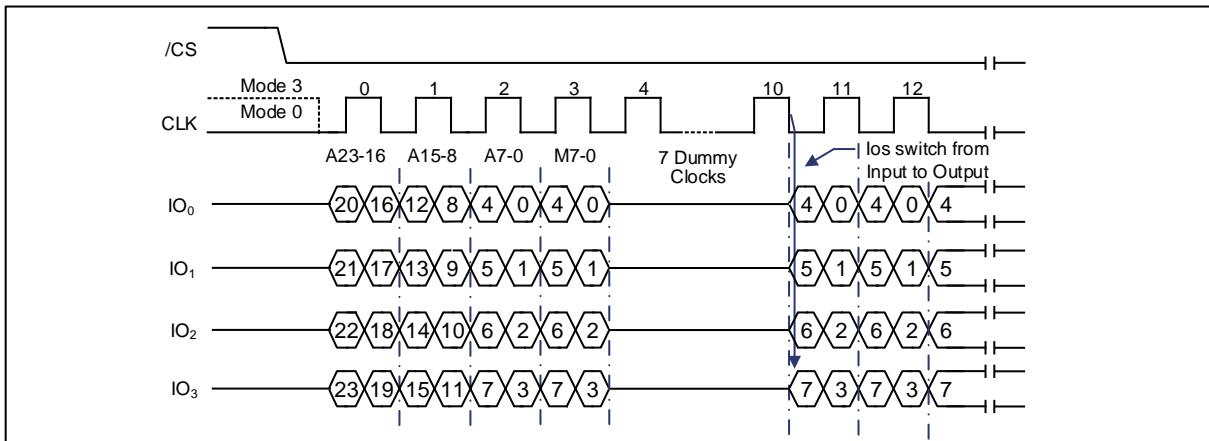 /CS
Mode 3
Mode 0
CLK
0 1 2 3 4 10 11 12
A23-16 A15-8 A7-0 M7-0
7 Dummy
Clocks
Ios switch from
Input to Output
IO0 20 16 12 8 4 0 4 0 4 0 4 0 4
IO1 21 17 13 9 5 1 5 1 5 1 5 1 5
IO2 22 18 14 10 6 2 6 2 6 2 6 2 6
IO3 23 19 15 11 7 3 7 3 7 3 7 3 7